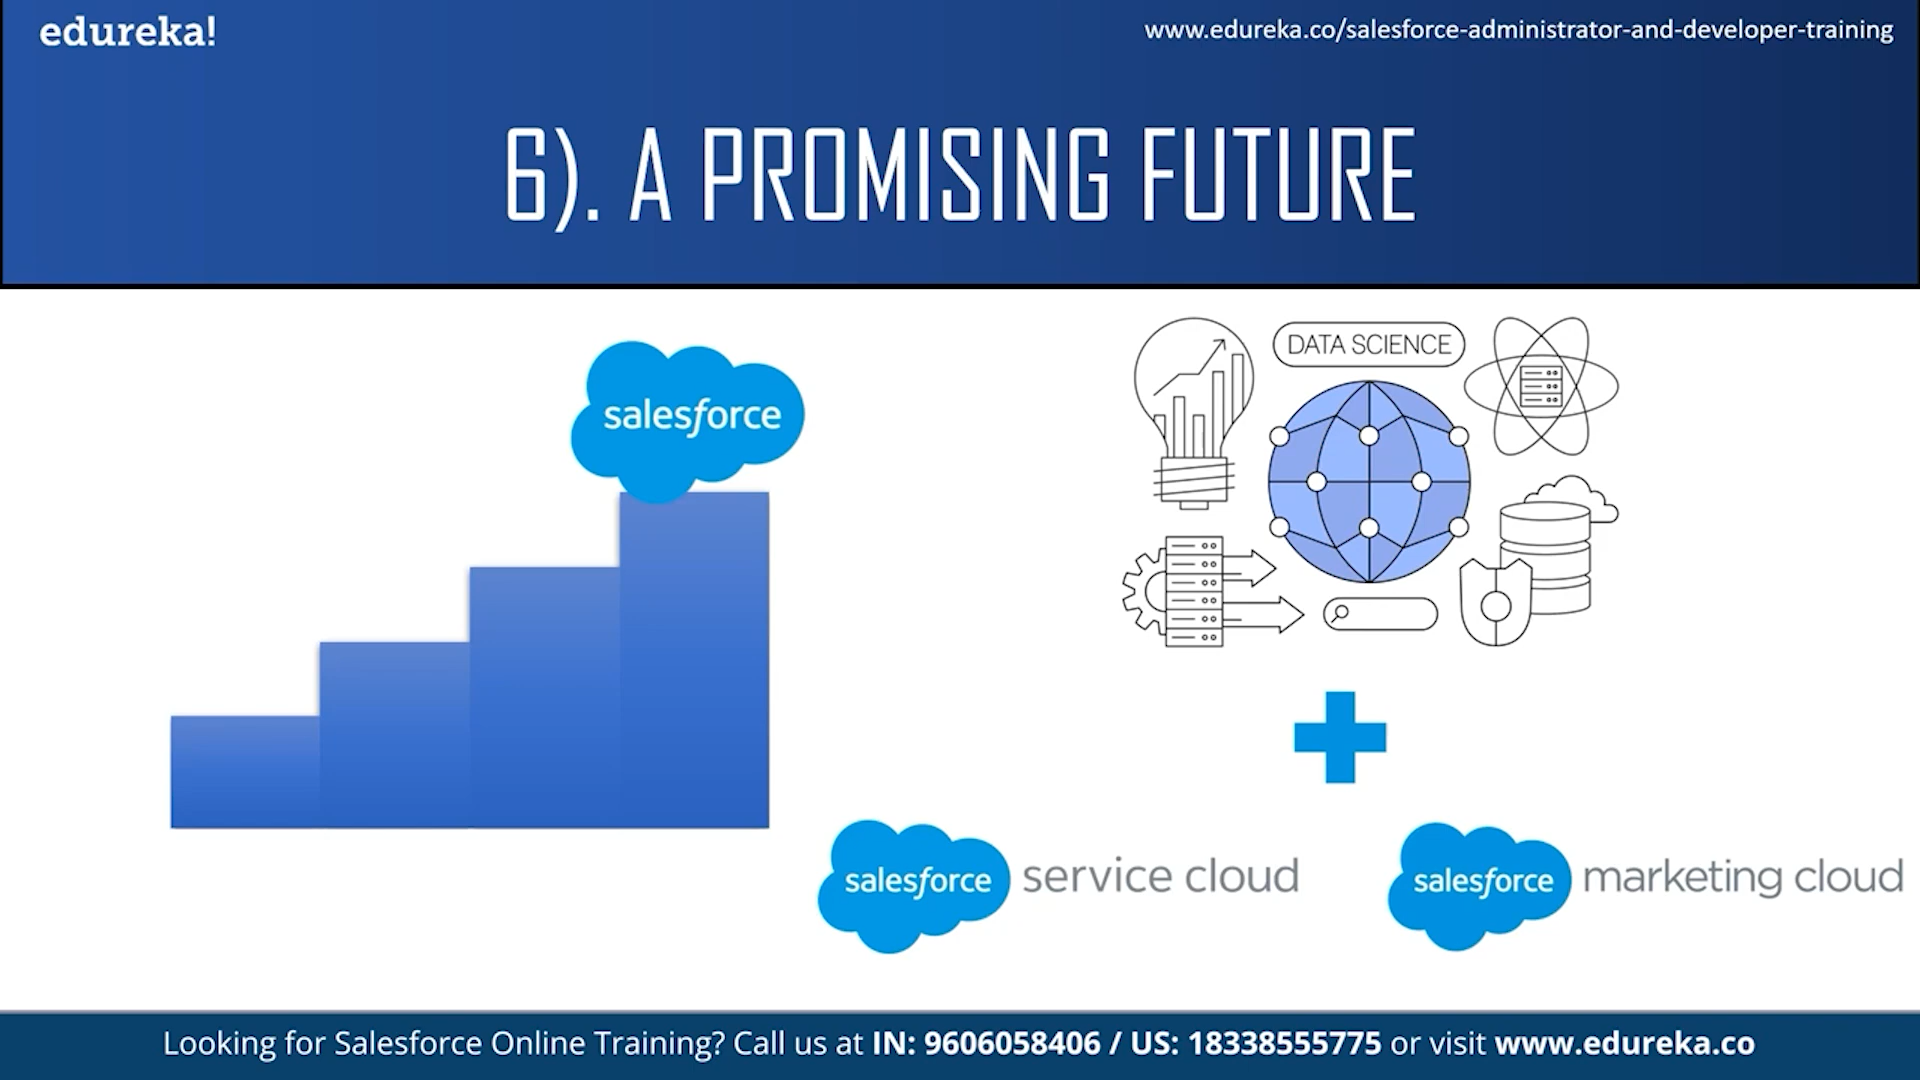 edureka!
www.edureka.co/salesforce-administrator-and-developer-training
6). A PROMISING FUTURE
salesforce
DATA SCIENCE
salesforce service cloud
salesforce marketing cloud
Looking for Salesforce Online Training? Call us at IN: 9606058406 / US: 18338555775 or visit www.edureka.co